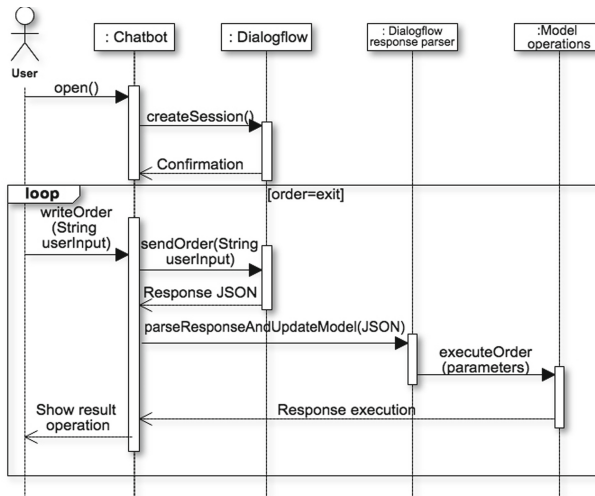 User
: Chatbot
: Dialogflow
: Dialogflow
response parser
:Model
operations
open()
createSession()
Confirmation
loop
[order=exit]
writeOrder
(String
userInput)
sendOrder(String
userInput)
Response JSON
parseResponseAndUpdateModel(JSON)
executeOrder
(parameters)
Response execution
Show result
operation